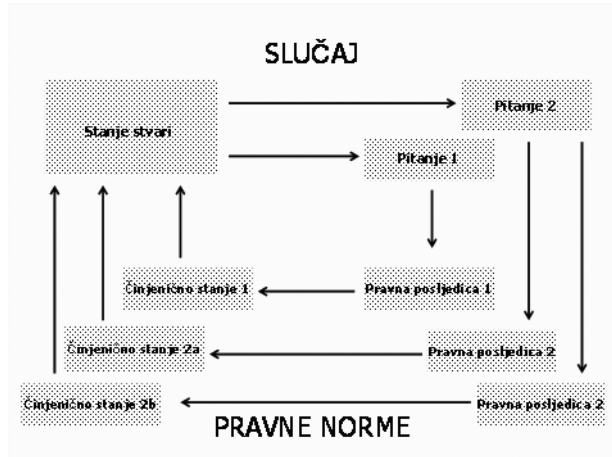 SLUČAJ
Stanje stvari
Pitanje 2
Pitanje 1
Činjenično stanje 1
Pravna posljedica 1
Činjenično stanje 2a
Pravna posljedica 2
Činjenično stanje 2b
Pravna posljedica 2
PRAVNE NORME